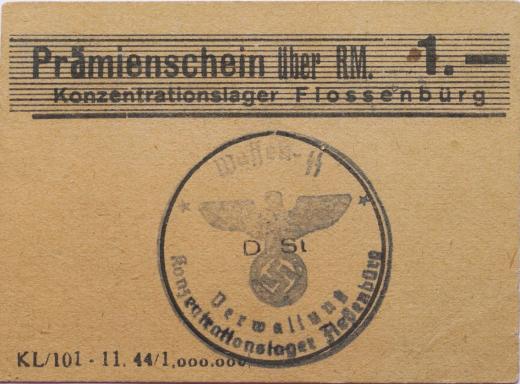 Prämienschein über RM. 1.—
Konzentrationslager Flossenbürg
Waffen-SS
D St
Verwaltung
Konzentrationslager Floßenbürg
KL/101 - 11. 44/1,000.000